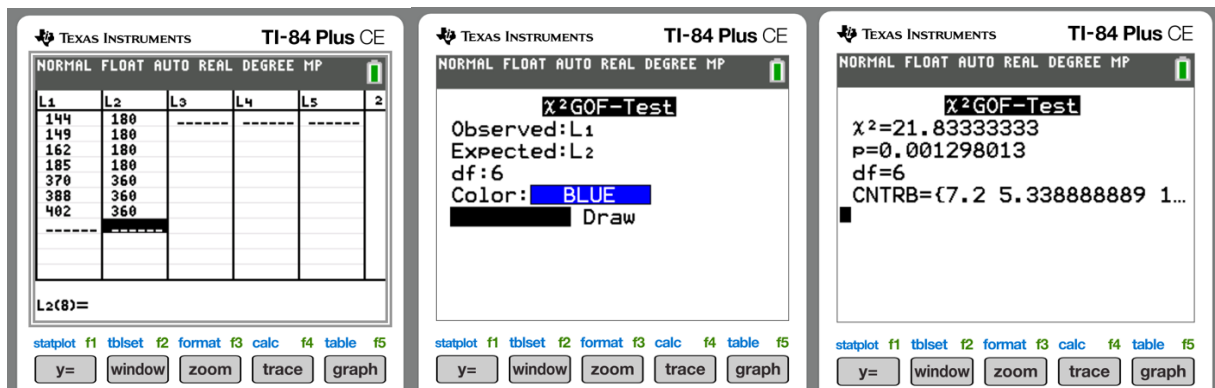 TEXAS INSTRUMENTS TI-84 Plus CE
NORMAL FLOAT AUTO REAL DEGREE MP
L1 L2 L3 L4 L5 2
144 180 ------ ------ ------
149 180
162 180
185 180
370 360
388 360
402 360
------ ------
L2(8)=
statplot f1 tblset f2 format f3 calc f4 table f5
y= window zoom trace graph
TEXAS INSTRUMENTS TI-84 Plus CE
NORMAL FLOAT AUTO REAL DEGREE MP
χ²GOF-Test
Observed:L1
Expected:L2
df:6
Color: BLUE
Draw
statplot f1 tblset f2 format f3 calc f4 table f5
y= window zoom trace graph
TEXAS INSTRUMENTS TI-84 Plus CE
NORMAL FLOAT AUTO REAL DEGREE MP
χ²GOF-Test
χ²=21.83333333
p=0.001298013
df=6
CNTRB={7.2 5.338888889 1…
statplot f1 tblset f2 format f3 calc f4 table f5
y= window zoom trace graph